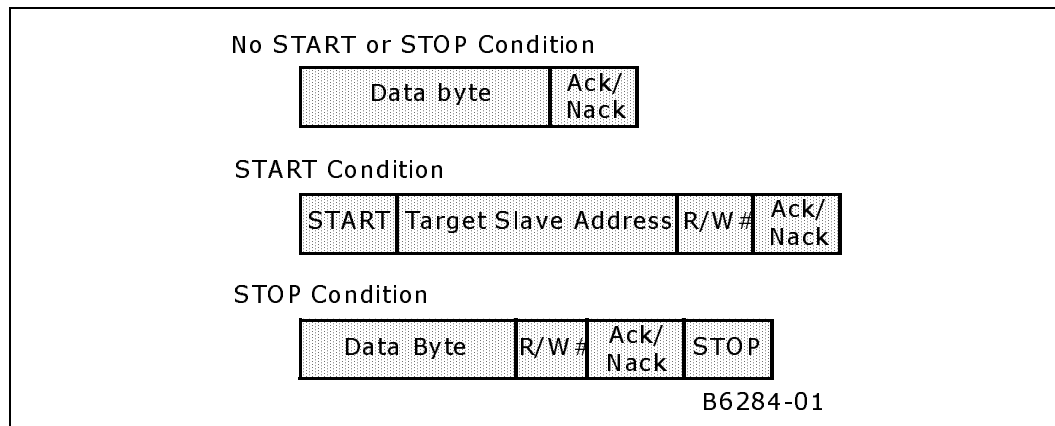 No START or STOP Condition
Data byte
Ack/
Nack
START Condition
START
Target Slave Address
R/W#
Ack/
Nack
STOP Condition
Data Byte
R/W#
Ack/
Nack
STOP
B6284-01